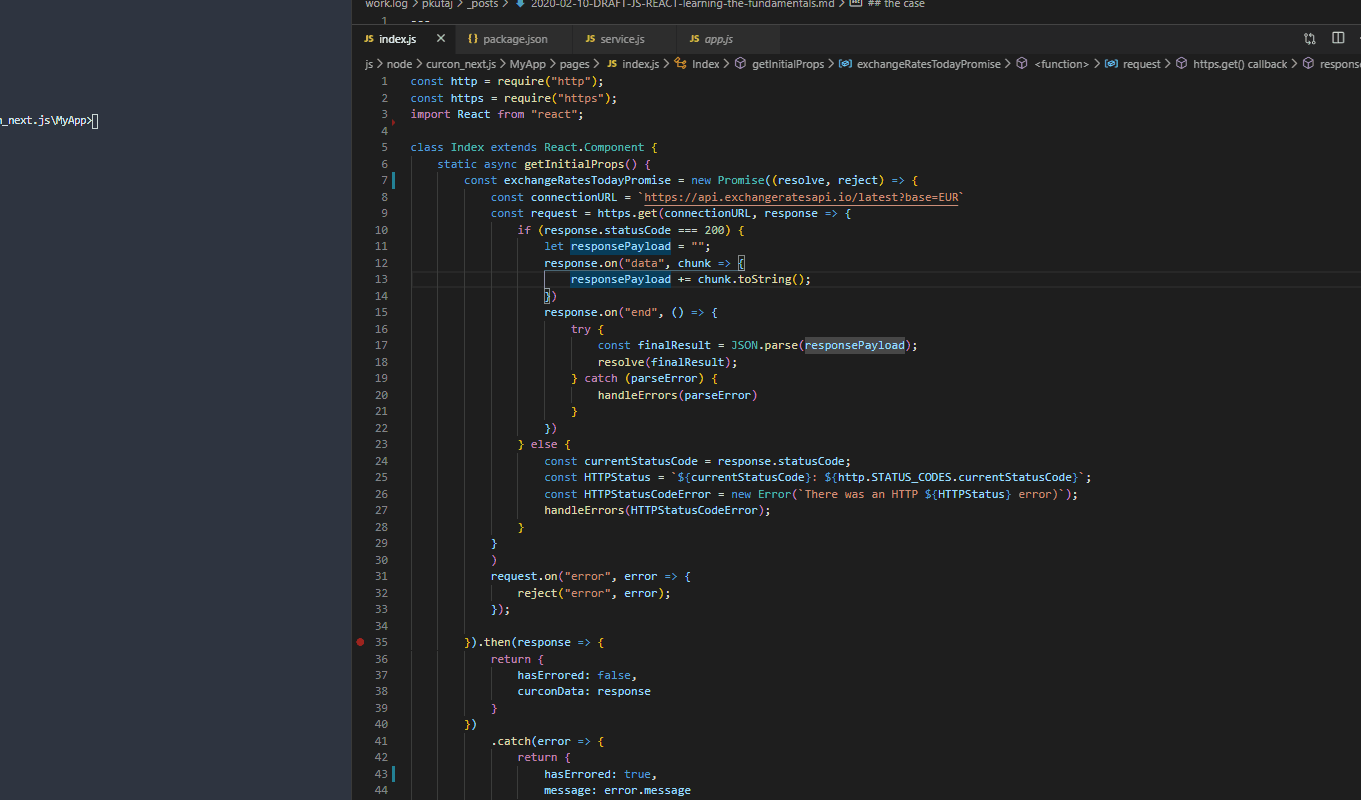 work.log > pkutaj > _posts > 2020-02-10-DRAFT-JS-REACT-learning-the-fundamentals.md > ## the case
1 ---
JS index.js × {} package.json JS service.js JS app.js
js > node > curcon_next.js > MyApp > pages > JS index.js > Index > getInitialProps > exchangeRatesTodayPromise > <function> > request > https.get() callback > response
n_next.js\MyApp>
1 const http = require("http");
2 const https = require("https");
3 import React from "react";
4
5 class Index extends React.Component {
6 static async getInitialProps() {
7 const exchangeRatesTodayPromise = new Promise((resolve, reject) => {
8 const connectionURL = `https://api.exchangeratesapi.io/latest?base=EUR`
9 const request = https.get(connectionURL, response => {
10 if (response.statusCode === 200) {
11 let responsePayload = "";
12 response.on("data", chunk => {
13 responsePayload += chunk.toString();
14 })
15 response.on("end", () => {
16 try {
17 const finalResult = JSON.parse(responsePayload);
18 resolve(finalResult);
19 } catch (parseError) {
20 handleErrors(parseError)
21 }
22 })
23 } else {
24 const currentStatusCode = response.statusCode;
25 const HTTPStatus = `${currentStatusCode}: ${http.STATUS_CODES.currentStatusCode}`;
26 const HTTPStatusCodeError = new Error(`There was an HTTP ${HTTPStatus} error)`);
27 handleErrors(HTTPStatusCodeError);
28 }
29 }
30 )
31 request.on("error", error => {
32 reject("error", error);
33 });
34
35 }).then(response => {
36 return {
37 hasErrored: false,
38 curconData: response
39 }
40 })
41 .catch(error => {
42 return {
43 hasErrored: true,
44 message: error.message